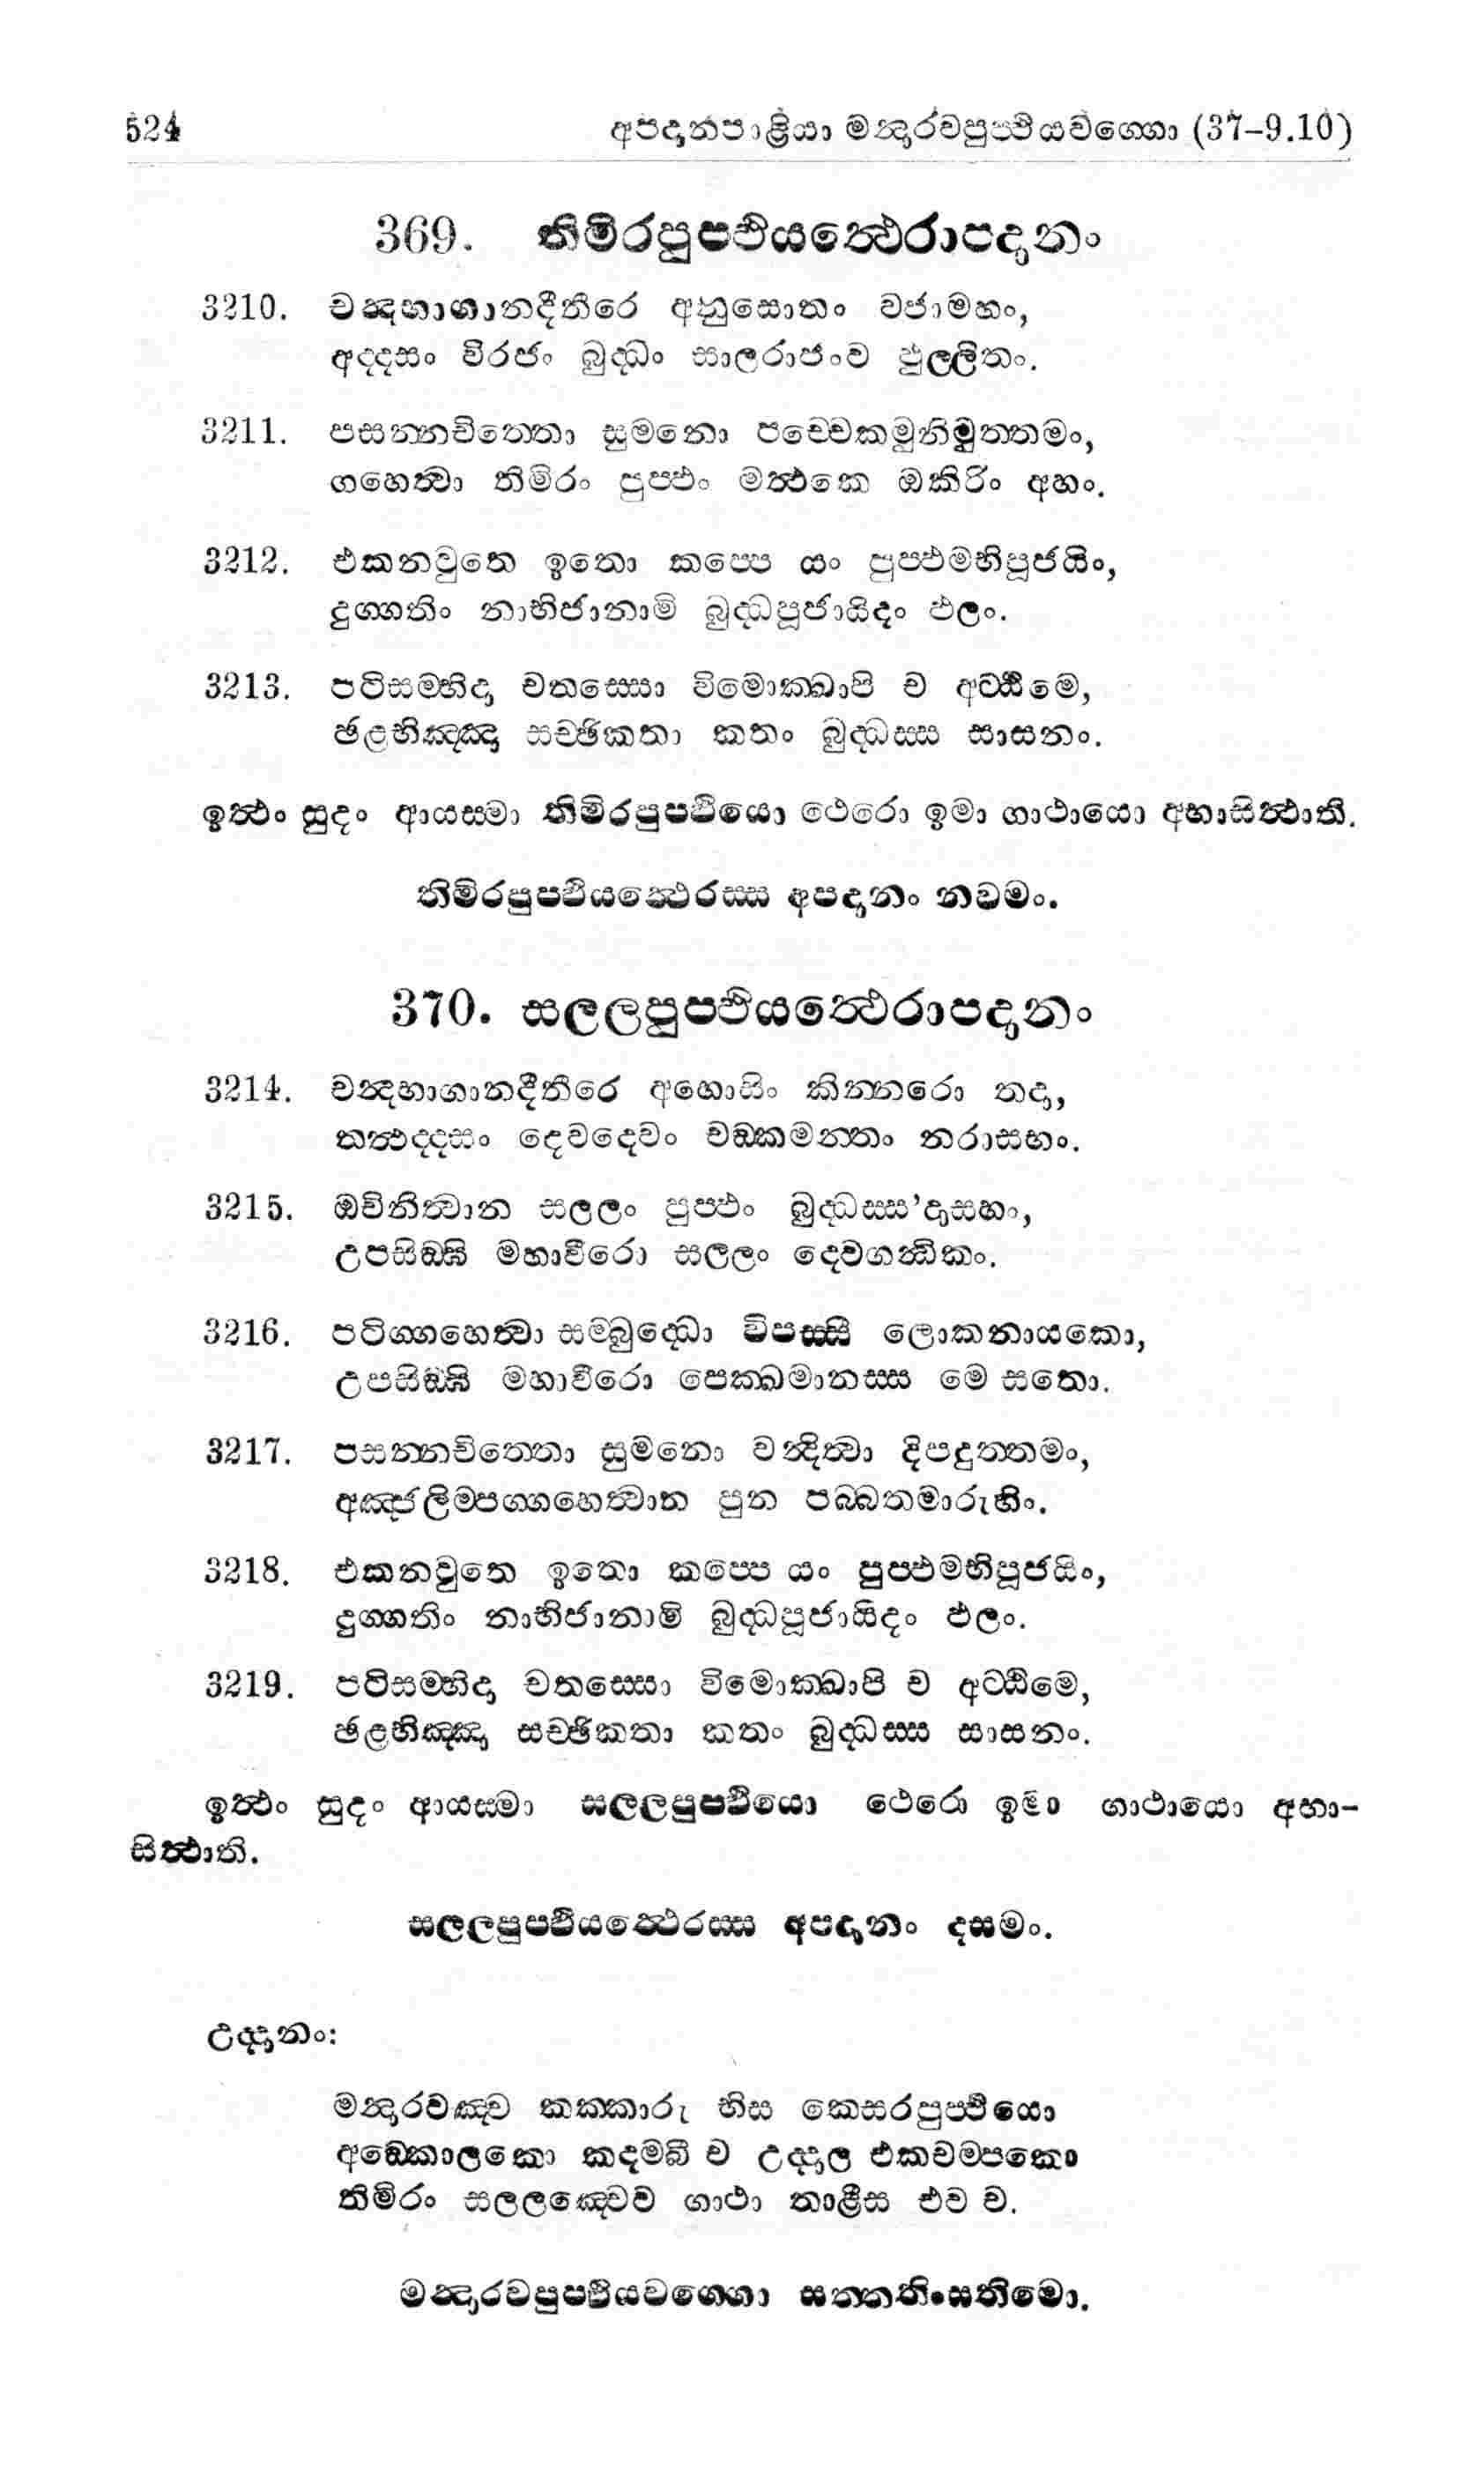 524 අපදානපාළියා මන්‍දාරවපුප්ඵියවග්ගො (37-9.10)
369. තිමිරපුප්ඵියත්‍ථෙරාපදානං
3210. චන්‍දභාගානදීතීරෙ අනුසොතං වජාමහං,
අද්දසං විරජං බුද්ධං සාලරාජංව ඵුල්ලිතං.
3211. පසන්නචිත්තො සුමනො පච්චෙකමුනිමුත්තමං,
ගහෙත්‍වා තිමිරං පුප්ඵං මත්‍ථකෙ ඔකිරිං අහං.
3212. එකනවුතෙ ඉතො කප්පෙ යං පුප්ඵමභිපූජයිං,
දුග්ගතිං නාභිජානාමි බුද්ධපූජායිදං ඵලං.
3213. පටිසම්භිදා චතස්සො විමොක්ඛාපි ච අට්ඨිමෙ,
ඡළභිඤ්ඤා සච්ඡිකතා කතං බුද්ධස්ස සාසනං.
ඉත්‍ථං සුදං ආයස්මා තිමිරපුප්ඵියො ථෙරො ඉමා ගාථායො අභාසිත්‍ථාති.
තිමිරපුප්ඵියත්‍ථෙරස්ස අපදානං නවමං.
370. සලලපුප්ඵියත්‍ථෙරාපදානං
3214. චන්‍දභාගානදීතීරෙ අහොසිං කින්නරො තදා,
තත්‍ථද්දසං දෙවදෙවං චඞ්කමන්තං නරාසභං.
3215. ඔචිනිත්‍වාන සලලං පුප්ඵං බුද්ධස්ස’දාසහං,
උපසිඞ්ඝි මහාවීරො සලලං දෙවගන්‍ධිකං.
3216. පටිග්ගහෙත්‍වා සම්බුද්ධො විපස්සී ලොකනායකො,
උපසිඞ්ඝි මහාවීරො පෙක්ඛමානස්ස මෙ සතො.
3217. පසන්නචිත්තො සුමනො වන්‍දිත්‍වා දිපදුත්තමං,
අඤ්ජලිම්පග්ගහෙත්‍වාන පුන පබ්බතමාරුහිං.
3218. එකනවුතෙ ඉතො කප්පෙ යං පුප්ඵමභිපූජයිං,
දුග්ගතිං නාභිජානාමි බුද්ධපූජායිදං ඵලං.
3219. පටිසම්භිදා චතස්සො විමොක්ඛාපි ච අට්ඨිමෙ,
ඡළභිඤ්ඤා සච්ඡිකතා කතං බුද්ධස්ස සාසනං.
ඉත්‍ථං සුදං ආයස්මා සලලපුප්ඵියො ථෙරො ඉමා ගාථායො අභා-
සිත්‍ථාති.
සලලපුප්ඵියත්‍ථෙරස්ස අපදානං දසමං.
උද්දානං:
මන්‍දාරවඤ්ච කක්කාරු භිස කෙසරපුප්ඵියො
අඞ්කොලකො කදම්බී ච උද්දාල එකචම්පකො
තිමිරං සලලඤ්චෙව ගාථා තාළීස එව ච.
මන්‍දාරවපුප්ඵියවග්ගො සත්තතිංසතිමො.